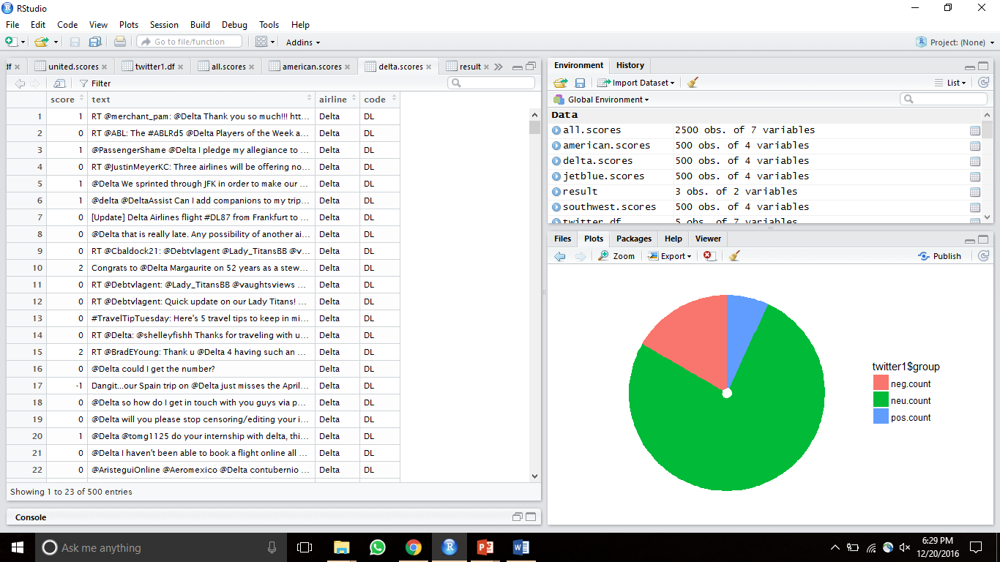 RStudio
File Edit Code View Plots Session Build Debug Tools Help
Go to file/function Addins Project: (None)
df united.scores twitter1.df all.scores american.scores delta.scores result
Filter
score text airline code
1 1 RT @merchant_pam: @Delta Thank you so much!!! htt... Delta DL
2 0 RT @ABL: The #ABLRd5 @Delta Players of the Week a... Delta DL
3 1 @PassengerShame @Delta I pledge my allegiance to ... Delta DL
4 0 RT @JustinMeyerKC: Three airlines will be offering no... Delta DL
5 1 @Delta We sprinted through JFK in order to make our ... Delta DL
6 1 @delta @DeltaAssist Can I add companions to my trip... Delta DL
7 0 [Update] Delta Airlines flight #DL87 from Frankfurt to ... Delta DL
8 0 @Delta that is really late. Any possibility of another ai... Delta DL
9 0 RT @Cbaldock21: @Debtvlagent @Lady_TitansBB @v... Delta DL
10 2 Congrats to @Delta Margaurite on 52 years as a stew... Delta DL
11 0 RT @Debtvlagent: @Lady_TitansBB @vaughtsviews ... Delta DL
12 0 RT @Debtvlagent: Quick update on our Lady Titans! ... Delta DL
13 0 #TravelTipTuesday: Here's 5 travel tips to keep in mi... Delta DL
14 0 RT @Delta: @shelleyfishh Thanks for traveling with u... Delta DL
15 2 RT @BradEYoung: Thank u @Delta 4 having such an ... Delta DL
16 0 @Delta could I get the number? Delta DL
17 -1 Dangit...our Spain trip on @Delta just misses the April... Delta DL
18 0 @Delta so how do I get in touch with you guys via p... Delta DL
19 0 @Delta will you please stop censoring/editing your i... Delta DL
20 1 @Delta @tomg1125 do your internship with delta, thi... Delta DL
21 0 @Delta I haven't been able to book a flight online all ... Delta DL
22 0 @AristeguiOnline @Aeromexico @Delta contubernio ... Delta DL
Showing 1 to 23 of 500 entries
Console
Environment History
Import Dataset List
Global Environment
Data
all.scores 2500 obs. of 7 variables
american.scores 500 obs. of 4 variables
delta.scores 500 obs. of 4 variables
jetblue.scores 500 obs. of 4 variables
result 3 obs. of 2 variables
southwest.scores 500 obs. of 4 variables
twitter.df 5 obs. of 7 variables
Files Plots Packages Help Viewer
Zoom Export Publish
twitter1$group
neg.count
neu.count
pos.count
Ask me anything
6:29 PM
12/20/2016